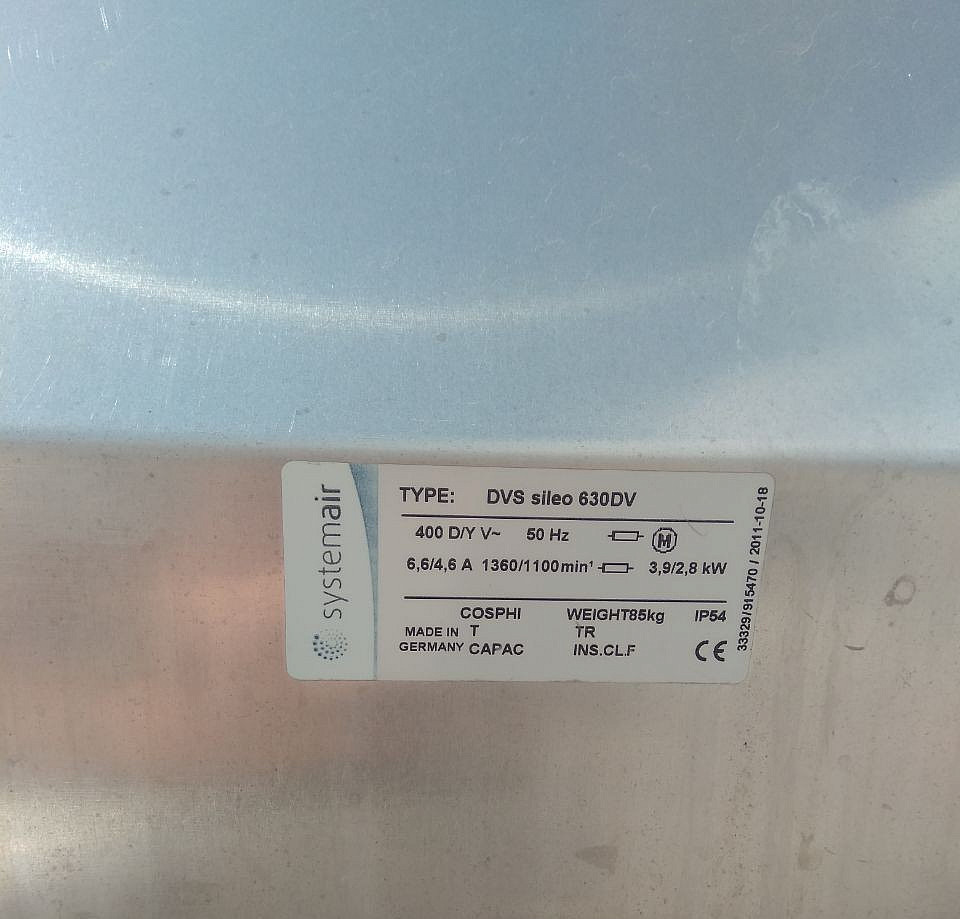 systemair
TYPE: DVS sileo 630DV
400 D/Y V~ 50 Hz M
6,6/4,6 A 1360/1100min¹ 3,9/2,8 kW
COSPHI WEIGHT85kg IP54
MADE IN T TR
GERMANY CAPAC INS.CL.F CE
33329/915470 / 2011-10-18